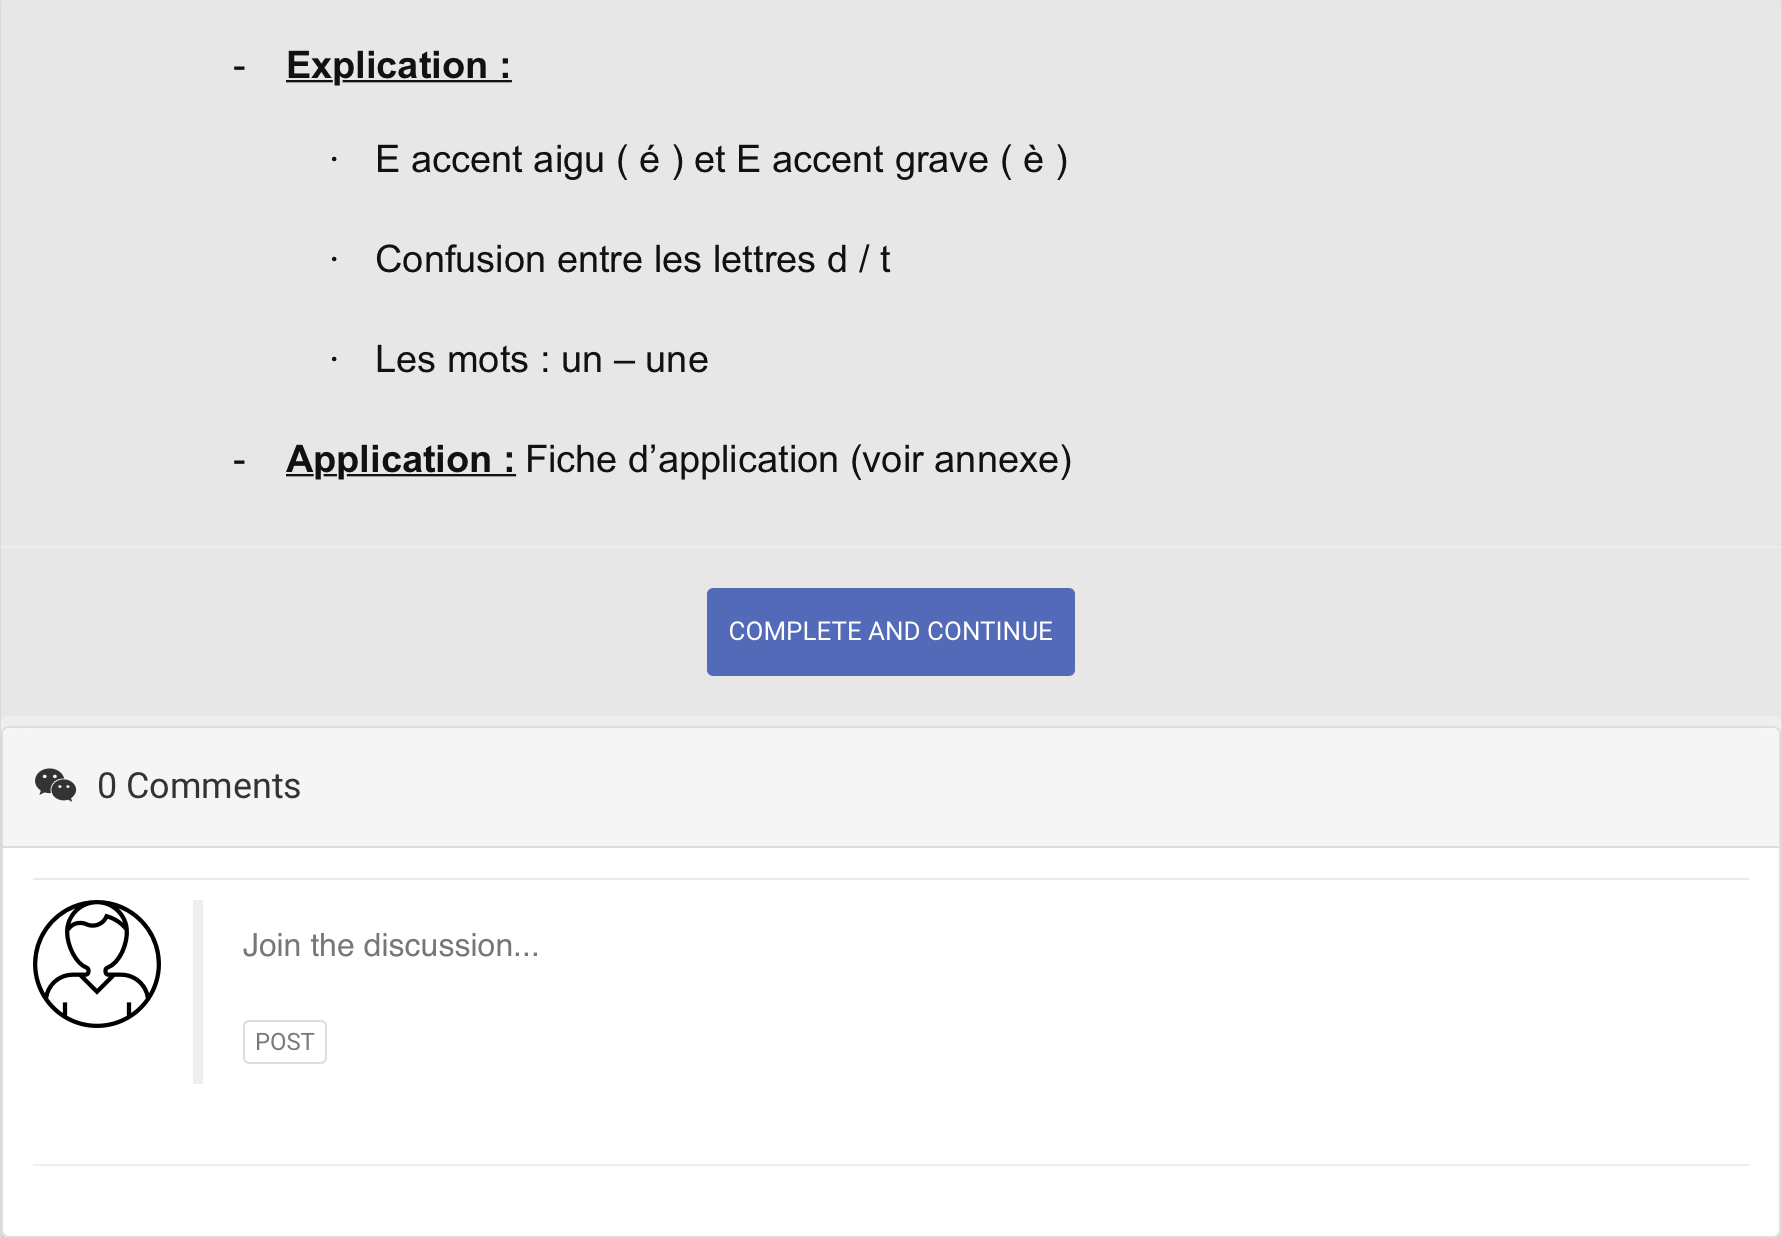 - Explication :
· E accent aigu ( é ) et E accent grave ( è )
· Confusion entre les lettres d / t
· Les mots : un – une
- Application : Fiche d’application (voir annexe)
COMPLETE AND CONTINUE
0 Comments
Join the discussion...
POST